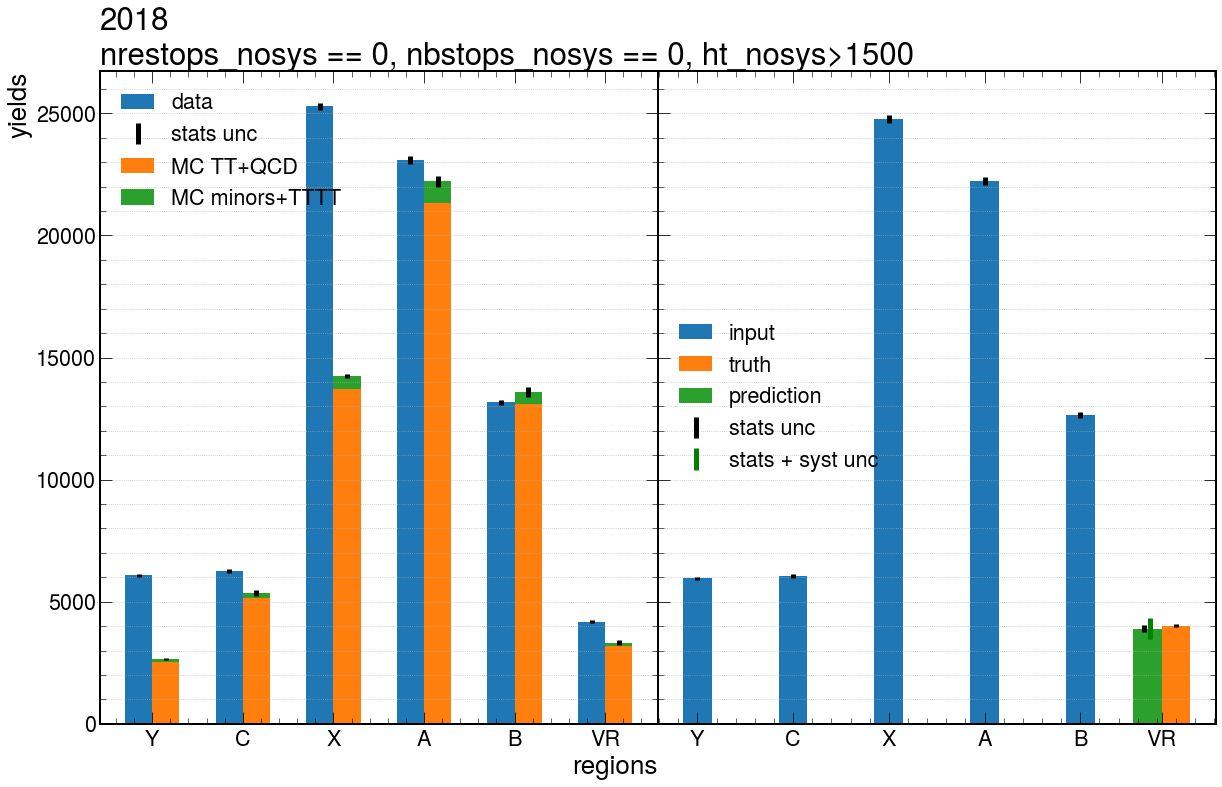 2018
nrestops_nosys == 0, nbstops_nosys == 0, ht_nosys>1500
yields
25000
20000
15000
10000
5000
0
data
stats unc
MC TT+QCD
MC minors+TTTT
input
truth
prediction
stats unc
stats + syst unc
Y C X A B VR
Y C X A B VR
regions